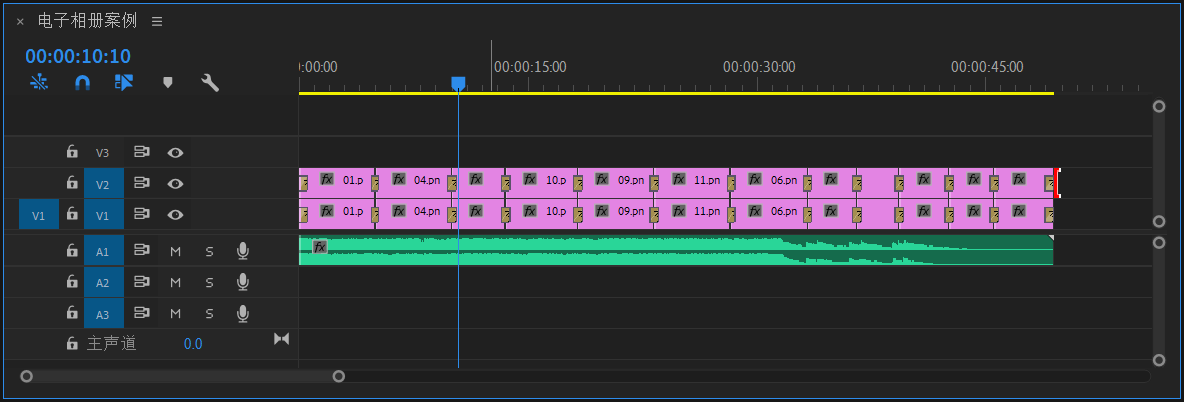 × 电子相册案例 ≡
00:00:10:10
:00:00 00:00:15:00 00:00:30:00 00:00:45:00
V3
V2 fx 01.p fx 04.pn fx fx 10.p fx 09.pn fx 11.pn fx 06.pn fx fx fx fx
V1 V1 fx 01.p fx 04.pn fx fx 10.p fx 09.pn fx 11.pn fx 06.pn fx fx fx fx
A1 M S fx
A2 M S
A3 M S
主声道 0.0